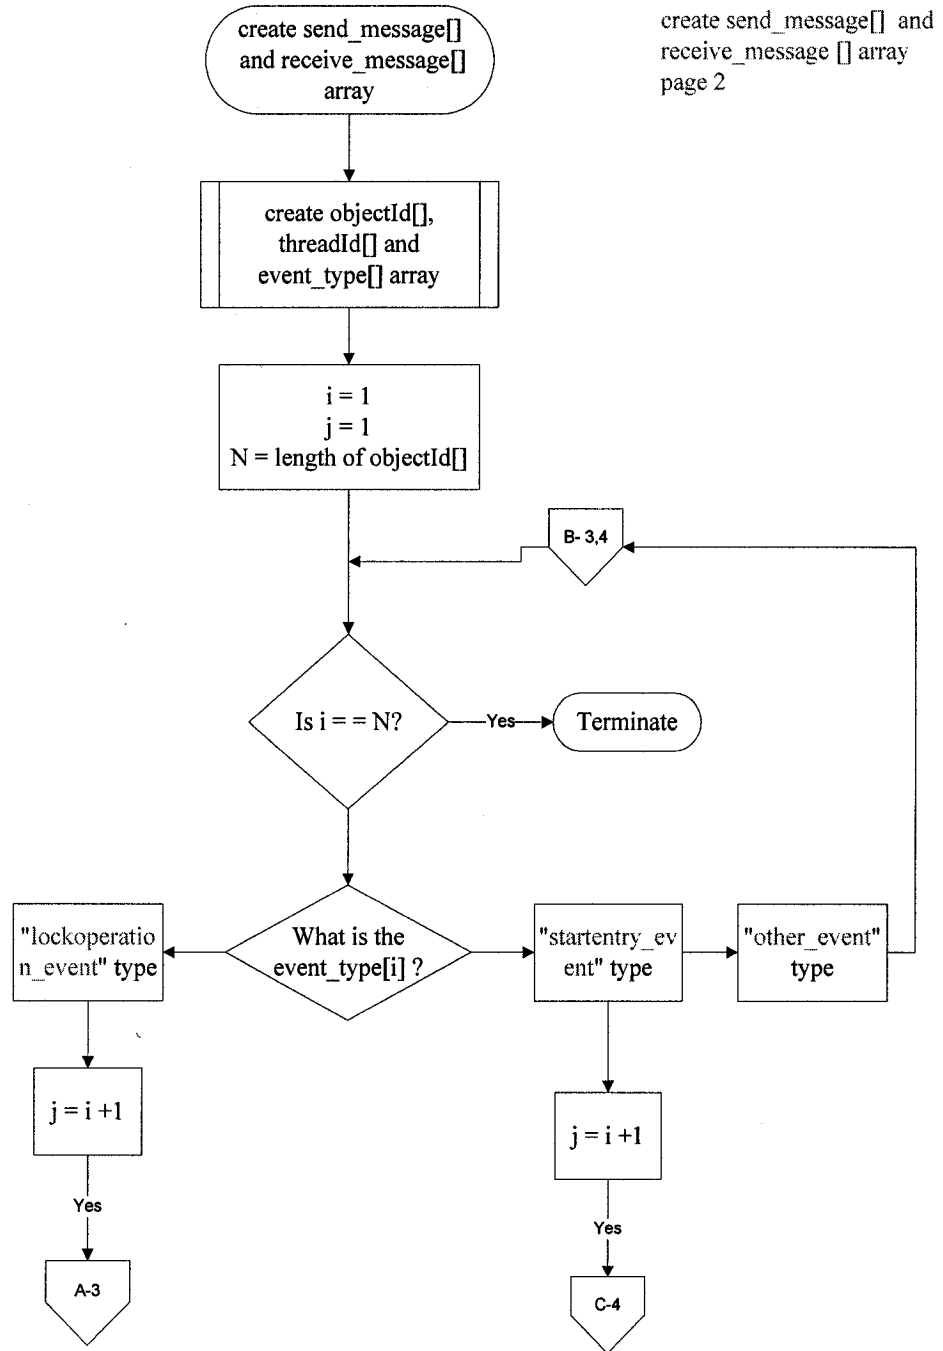 create send_message[]
and receive_message[]
array
create send_message[] and
receive_message [] array
page 2
create objectId[],
threadId[] and
event_type[] array
i = 1
j = 1
N = length of objectId[]
B- 3,4
Is i = = N?
Yes
Terminate
"lockoperatio
n_event" type
What is the
event_type[i] ?
"startentry_ev
ent" type
"other_event"
type
j = i +1
j = i +1
Yes
Yes
A-3
C-4